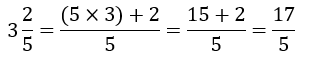 3 2/5 = (5 × 3) + 2/5 = 15 + 2/5 = 17/5